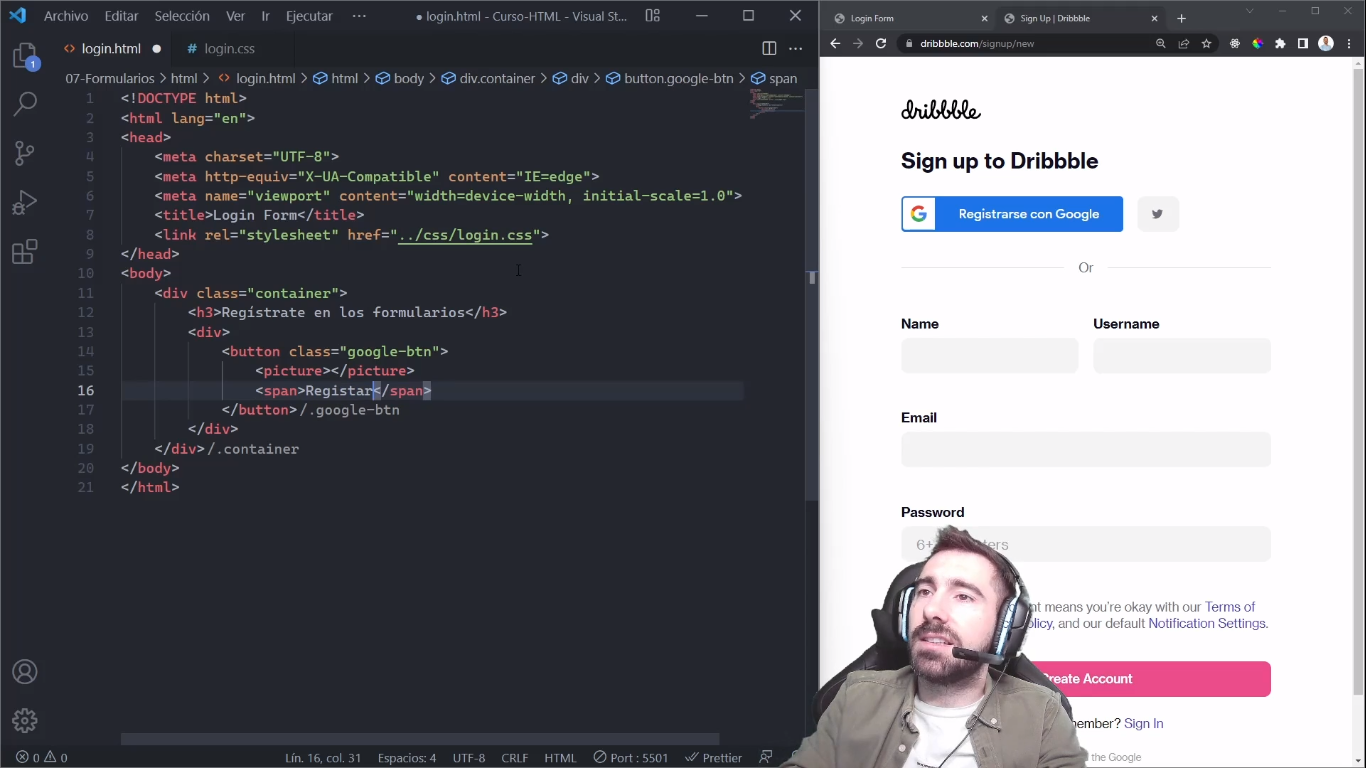 Archivo Editar Selección Ver Ir Ejecutar ··· ● login.html - Curso-HTML - Visual St...
login.html ● # login.css
1
07-Formularios > html > login.html > html > body > div.container > div > button.google-btn > span
1 <!DOCTYPE html>
2 <html lang="en">
3 <head>
4 <meta charset="UTF-8">
5 <meta http-equiv="X-UA-Compatible" content="IE=edge">
6 <meta name="viewport" content="width=device-width, initial-scale=1.0">
7 <title>Login Form</title>
8 <link rel="stylesheet" href="../css/login.css">
9 </head>
10 <body>
11 <div class="container">
12 <h3>Registrate en los formularios</h3>
13 <div>
14 <button class="google-btn">
15 <picture></picture>
16 <span>Registar</span>
17 </button>/.google-btn
18 </div>
19 </div>/.container
20 </body>
21 </html>
0 0 Lín. 16, col. 31 Espacios: 4 UTF-8 CRLF HTML Port : 5501 Prettier
Login Form Sign Up | Dribbble
dribbble.com/signup/new
dribbble
Sign up to Dribbble
G Registrarse con Google
Or
Name Username
Email
Password
6+ ters
nt means you're okay with our Terms of
olicy, and our default Notification Settings.
Create Account
member? Sign In
the Google